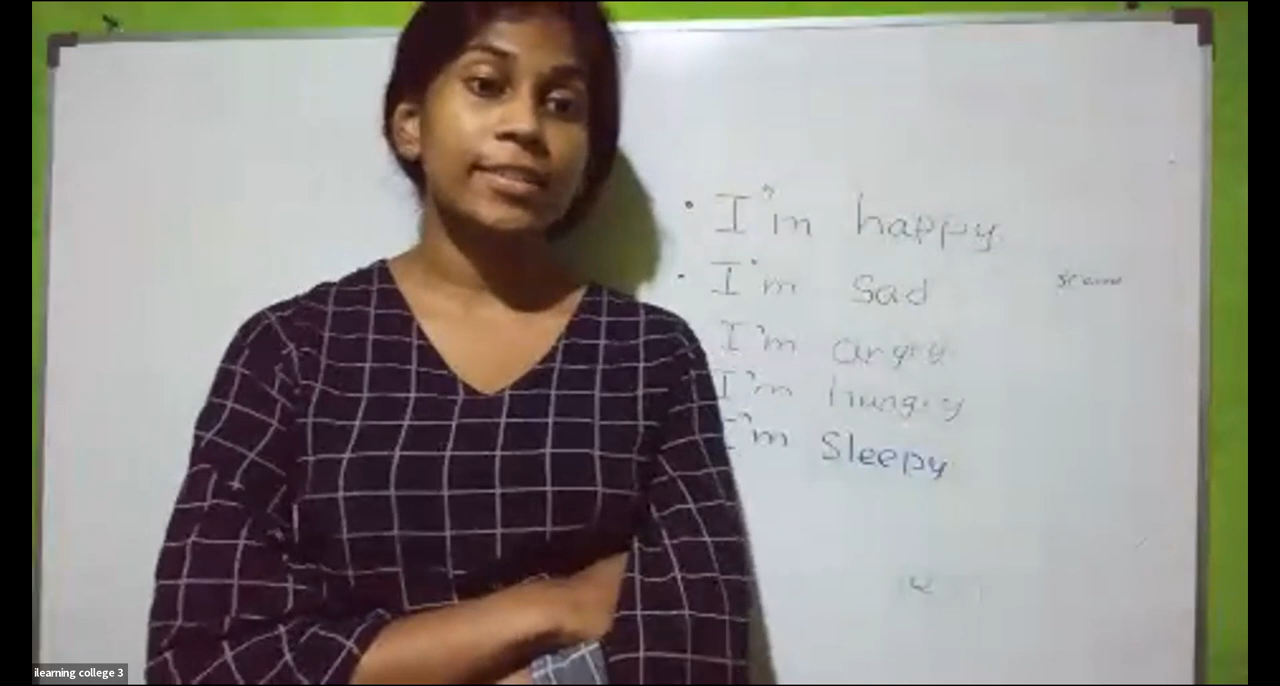 • I'm happy
• I'm sad
I'm angry
I'm hungry
I'm Sleepy
ilearning college 3